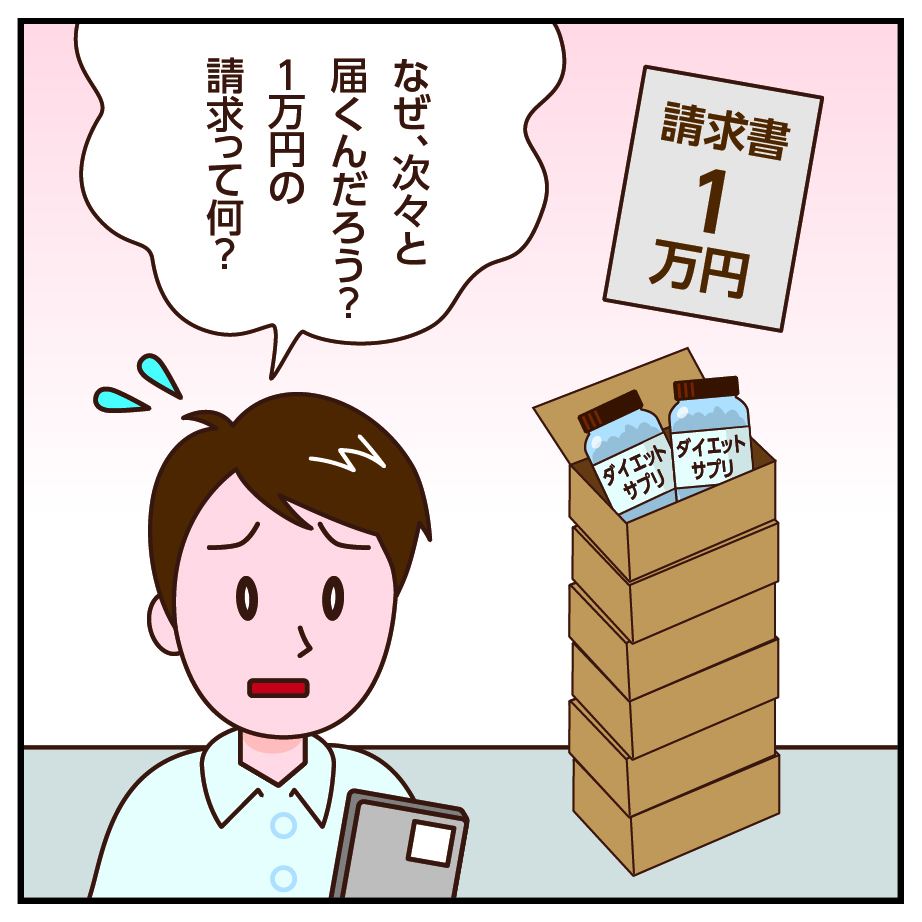 なぜ、次々と
届くんだろう？
１万円の
請求って何？
請求書
1
万円
ダイエット
サプリ
ダイエット
サプリ